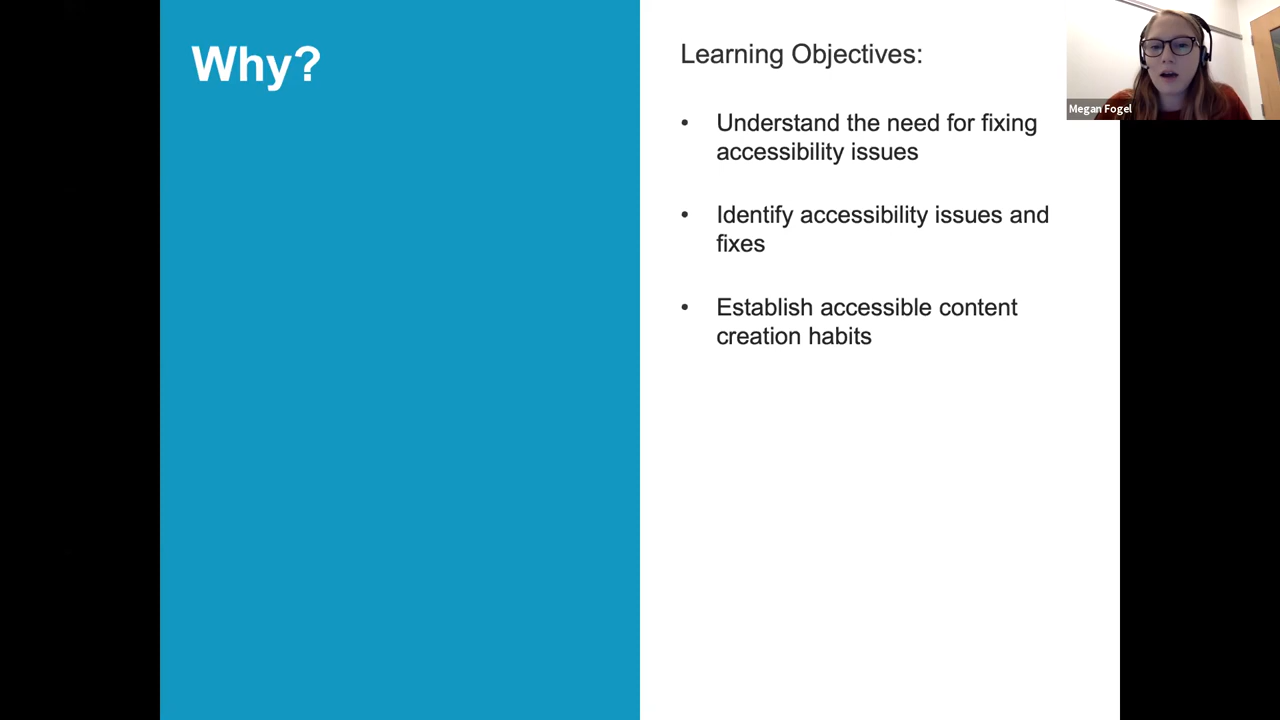 Why?
Learning Objectives:
• Understand the need for fixing
accessibility issues
• Identify accessibility issues and
fixes
• Establish accessible content
creation habits
Megan Fogel